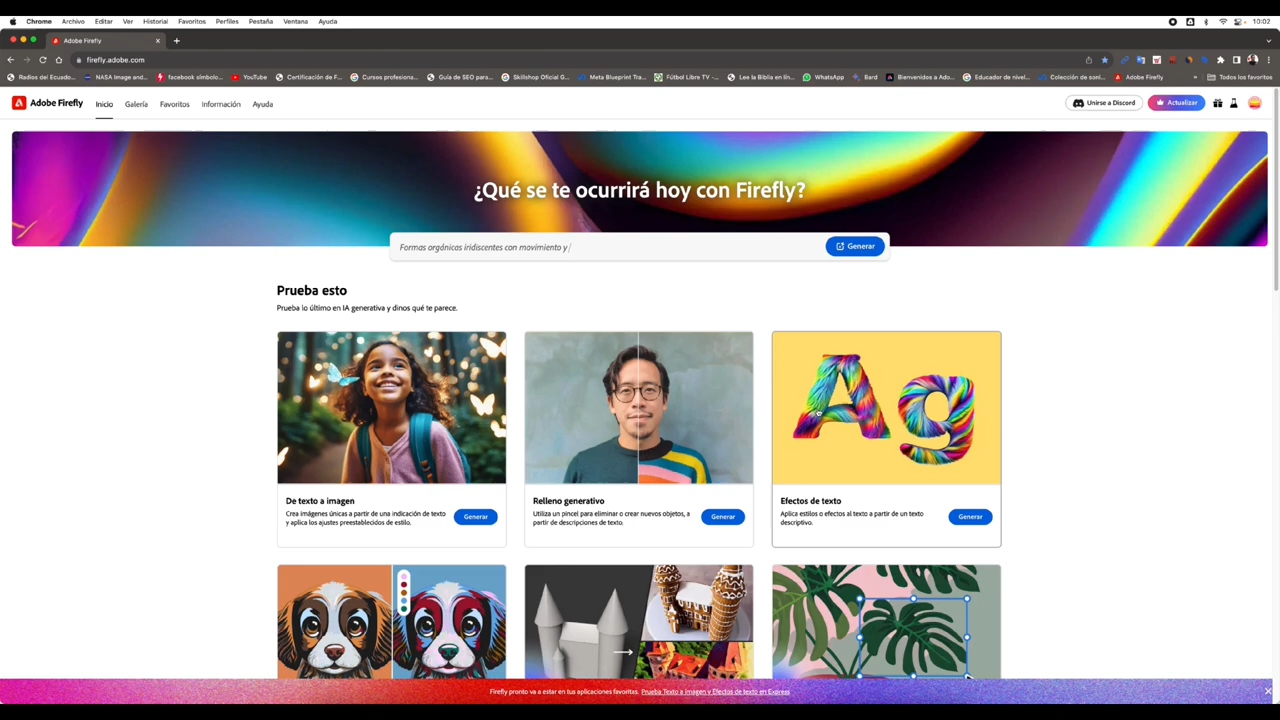 Chrome Archivo Editar Ver Historial Favoritos Perfiles Pestaña Ventana Ayuda 10:02
Adobe Firefly
firefly.adobe.com
Radios del Ecuado... NASA Image and... facebook símbolo... YouTube Certificación de F... Cursos profesiona... Guía de SEO para... Skillshop Oficial G... Meta Blueprint Tra... Fútbol Libre TV -... Lee la Biblia en lín... WhatsApp Bard Bienvenidos a Ado... Educador de nivel... Colección de soni... Adobe Firefly » Todos los favoritos
Adobe Firefly Inicio Galería Favoritos Información Ayuda Unirse a Discord Actualizar
¿Qué se te ocurrirá hoy con Firefly?
Formas orgánicas iridiscentes con movimiento y / Generar
Prueba esto
Prueba lo último en IA generativa y dinos qué te parece.
Ag
De texto a imagen
Crea imágenes únicas a partir de una indicación de texto
y aplica los ajustes preestablecidos de estilo.
Generar
Relleno generativo
Utiliza un pincel para eliminar o crear nuevos objetos, a
partir de descripciones de texto.
Generar
Efectos de texto
Aplica estilos o efectos al texto a partir de un texto
descriptivo.
Generar
Firefly pronto va a estar en tus aplicaciones favoritas. Prueba Texto a imagen y Efectos de texto en Express